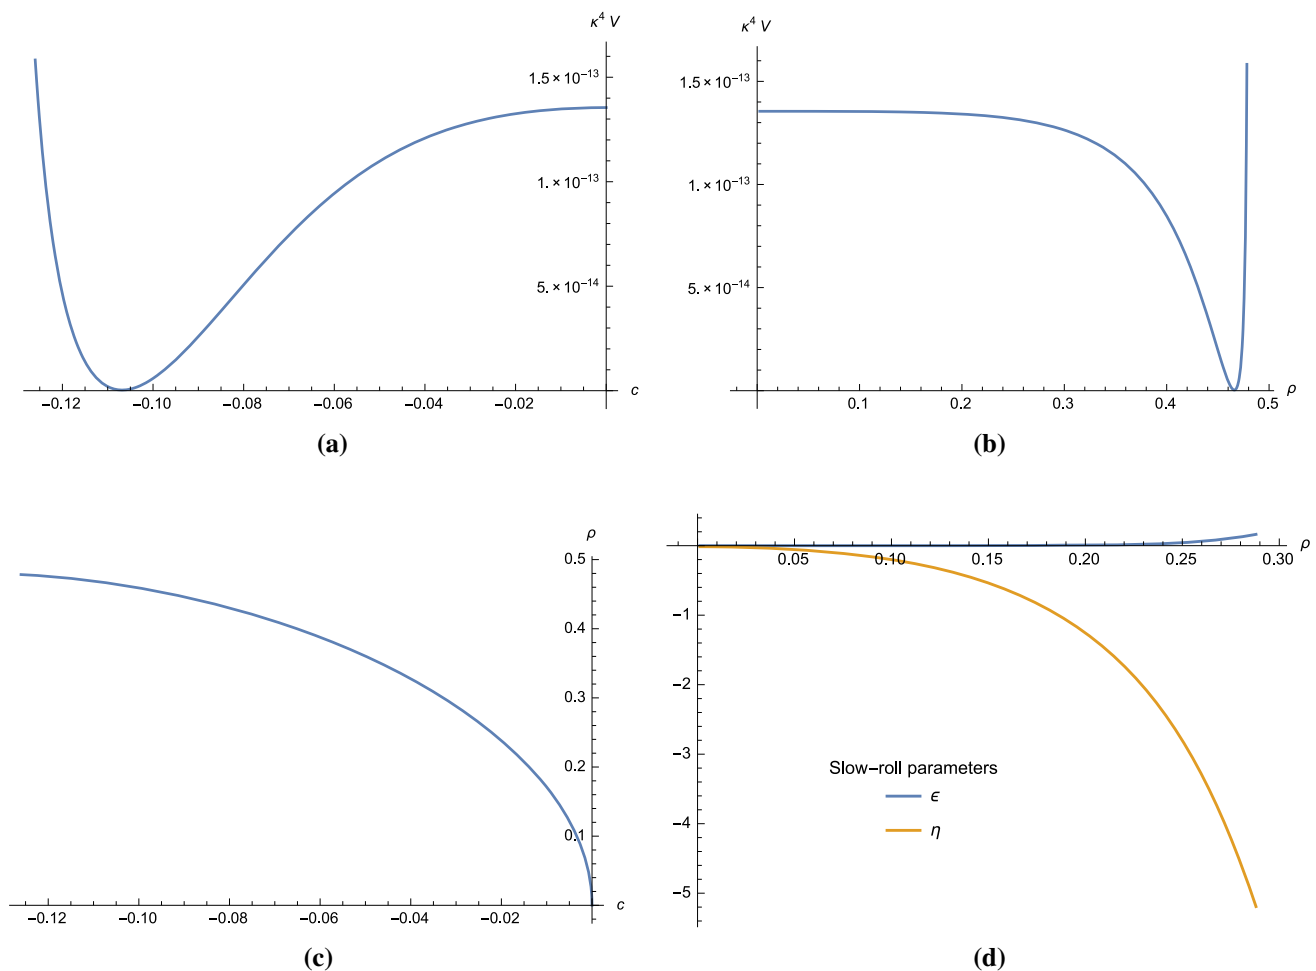 κ⁴ V
1.5 × 10⁻¹³
1. × 10⁻¹³
5. × 10⁻¹⁴
−0.12 −0.10 −0.08 −0.06 −0.04 −0.02 c
(a)
κ⁴ V
1.5 × 10⁻¹³
1. × 10⁻¹³
5. × 10⁻¹⁴
0.1 0.2 0.3 0.4 0.5 ρ
(b)
ρ
0.5
0.4
0.3
0.2
0.1
−0.12 −0.10 −0.08 −0.06 −0.04 −0.02 c
(c)
0.05 0.10 0.15 0.20 0.25 0.30 ρ
−1
−2
−3
−4
−5
Slow−roll parameters
ϵ
η
(d)